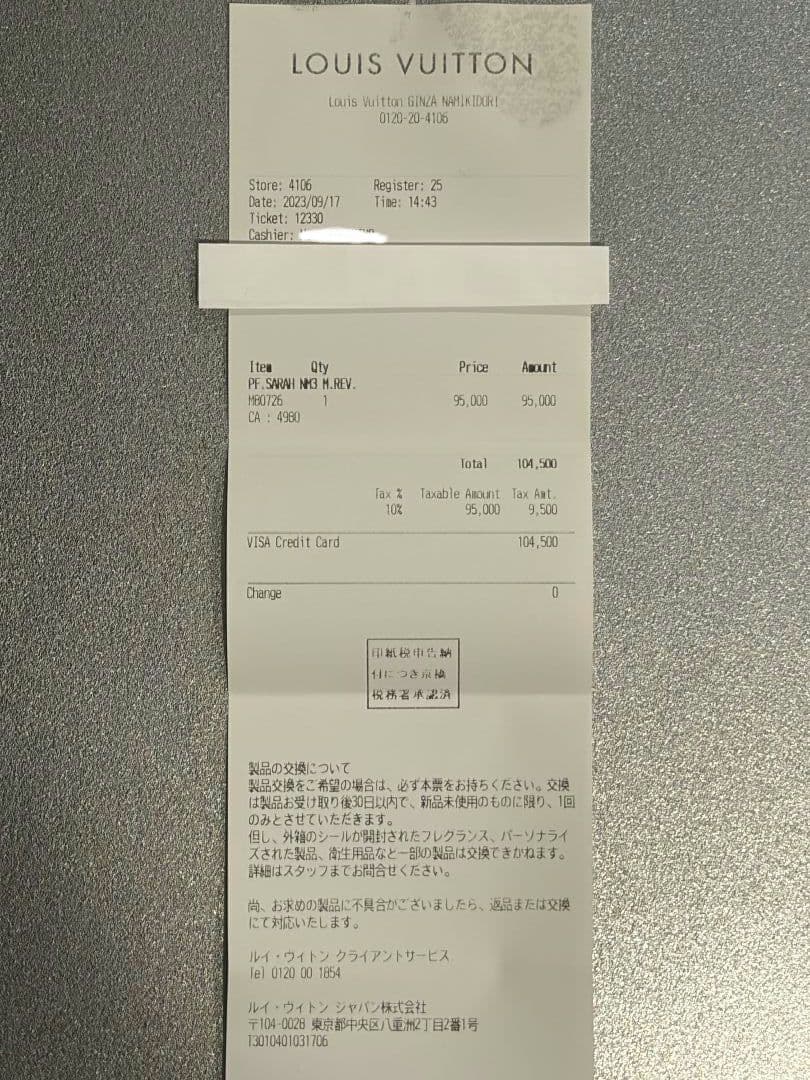 LOUIS VUITTON
Louis Vuitton GINZA NAMIKIDORI
0120-20-4106
Store: 4106 Register: 25
Date: 2023/09/17 Time: 14:43
Ticket: 12330
Cashier:
Item Qty Price Amount
PF.SARAH NM3 M.REV.
M80726 1 95,000 95,000
CA : 4980
Total 104,500
Tax % Taxable Amount Tax Amt.
10% 95,000 9,500
VISA Credit Card 104,500
Change 0
印紙税申告納
付につき京橋
税務署承認済
製品の交換について
製品交換をご希望の場合は、必ず本票をお持ちください。交換
は製品お受け取り後30日以内で、新品未使用のものに限り、1回
のみとさせていただきます。
但し、外箱のシールが開封されたフレグランス、パーソナライ
ズされた製品、衛生用品など一部の製品は交換できかねます。
詳細はスタッフまでお問合せください。
尚、お求めの製品に不具合がございましたら、返品または交換
にて対応いたします。
ルイ・ヴィトン クライアントサービス
Tel 0120 00 1854
ルイ・ヴィトン ジャパン株式会社
〒104-0028 東京都中央区八重洲2丁目2番1号
T3010401031706